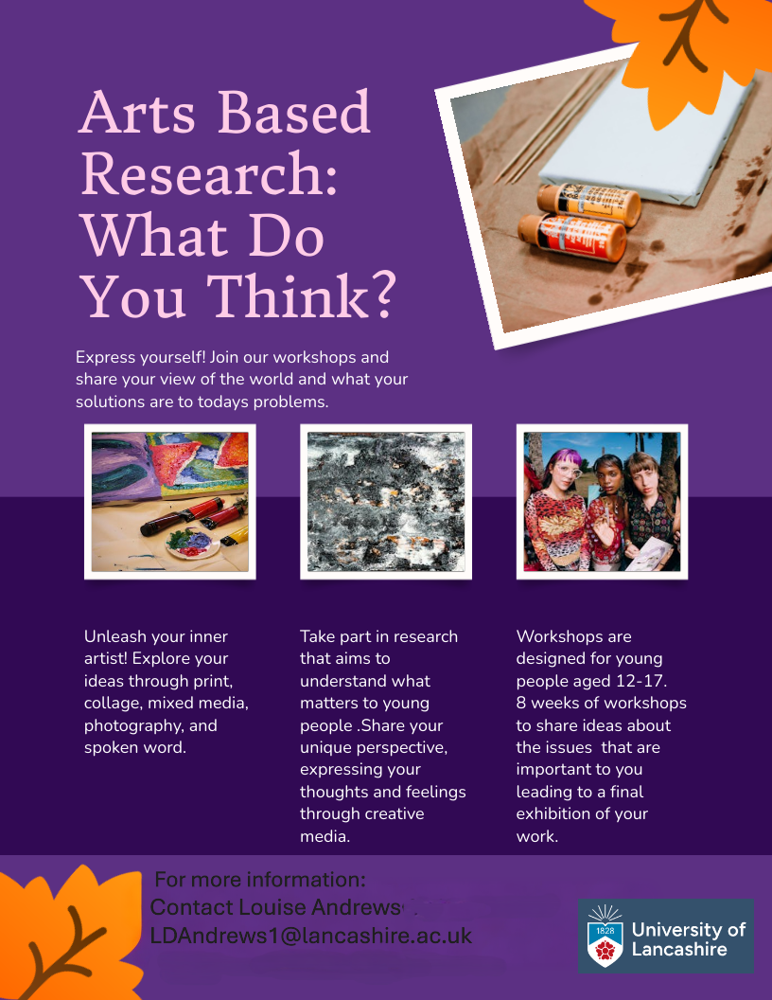 Arts Based
Research:
What Do
You Think?
Express yourself! Join our workshops and
share your view of the world and what your
solutions are to todays problems.
Unleash your inner
artist! Explore your
ideas through print,
collage, mixed media,
photography, and
spoken word.
Take part in research
that aims to
understand what
matters to young
people .Share your
unique perspective,
expressing your
thoughts and feelings
through creative
media.
Workshops are
designed for young
people aged 12-17.
8 weeks of workshops
to share ideas about
the issues  that are
important to you
leading to a final
exhibition of your
work.
For more information:
Contact Louise Andrews
LDAndrews1@lancashire.ac.uk
1828
University of
Lancashire